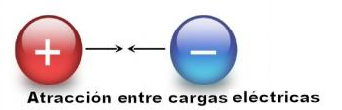 + −
Atracción entre cargas eléctricas